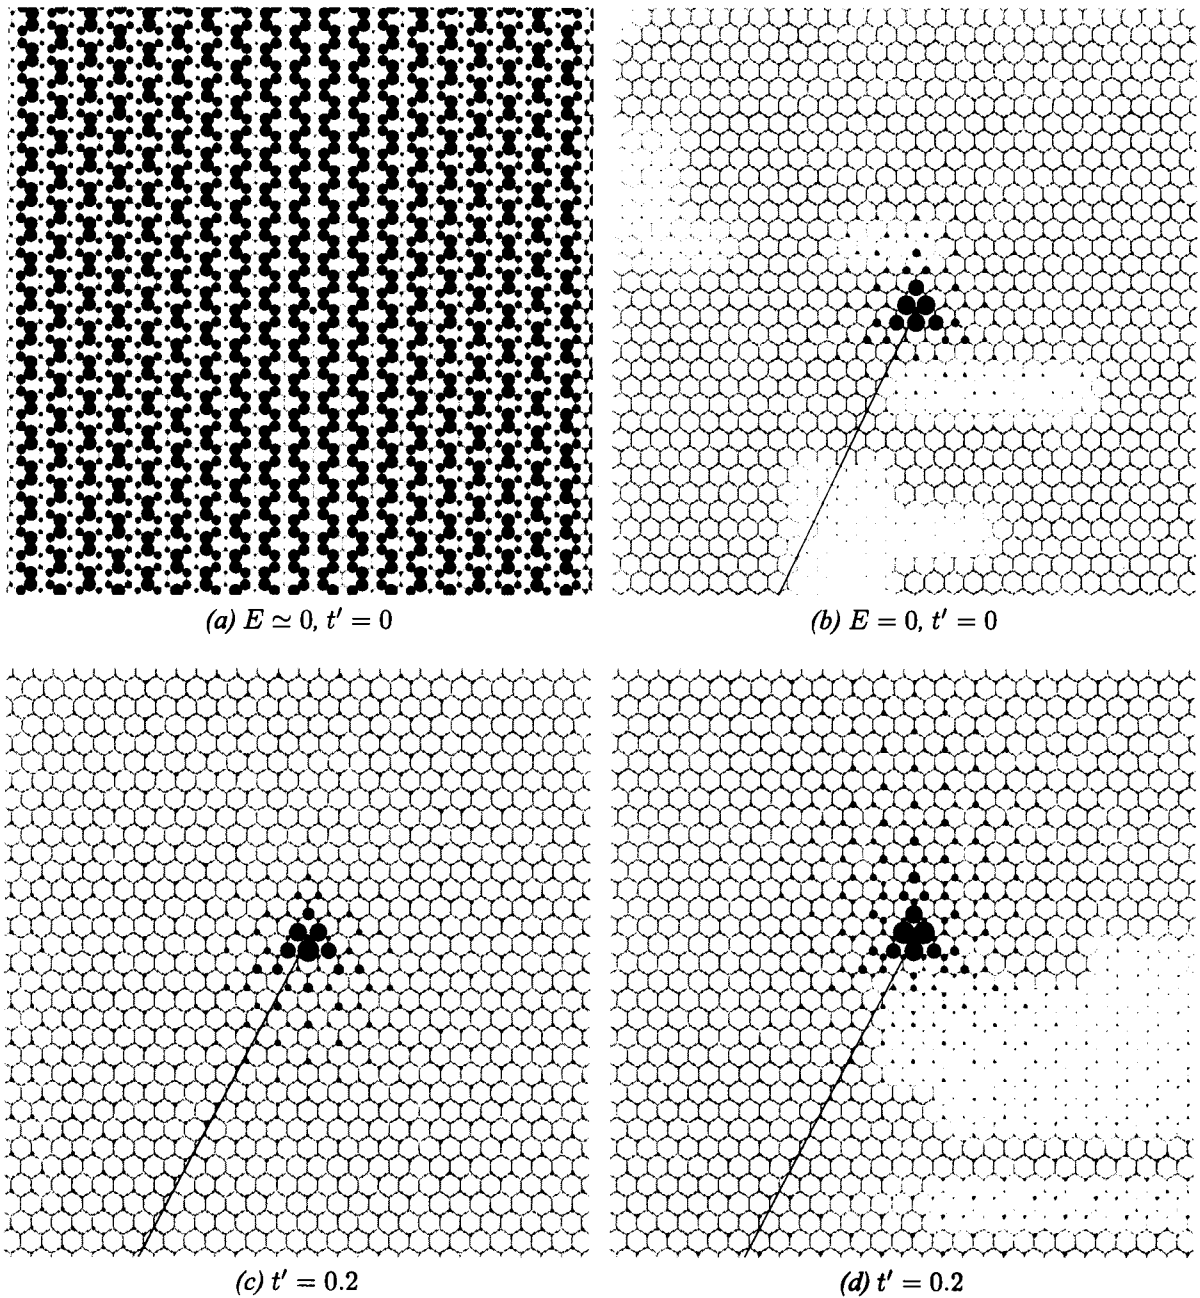 (a) E ≃ 0, t′ = 0
(b) E = 0, t′ = 0
(c) t′ = 0.2
(d) t′ = 0.2